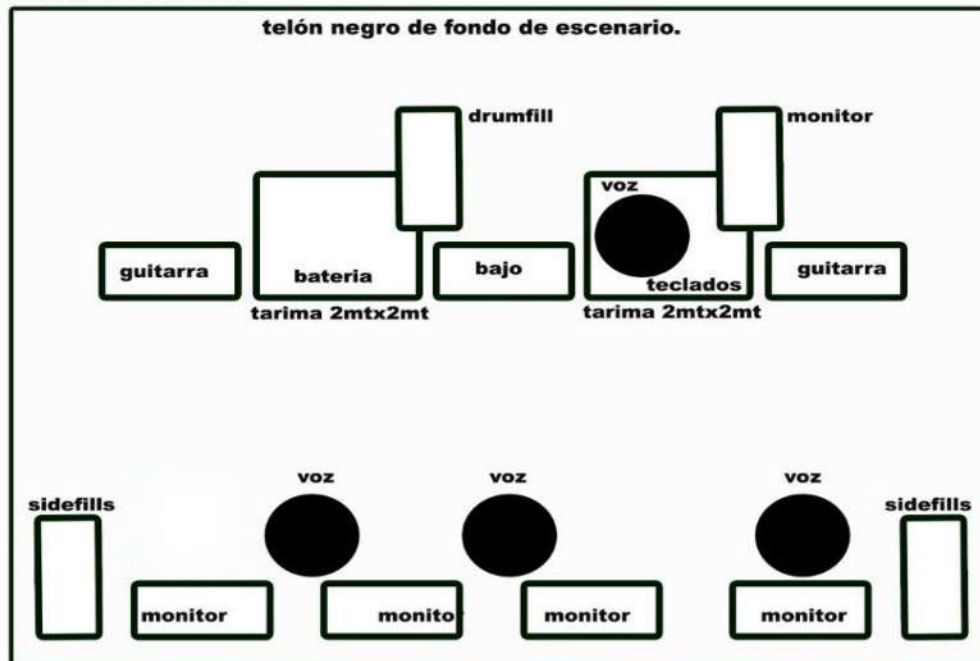 telón negro de fondo de escenario.
drumfill
monitor
voz
guitarra
bateria
bajo
teclados
guitarra
tarima 2mtx2mt
tarima 2mtx2mt
voz
voz
voz
sidefills
sidefills
monitor
monitor
monitor
monitor